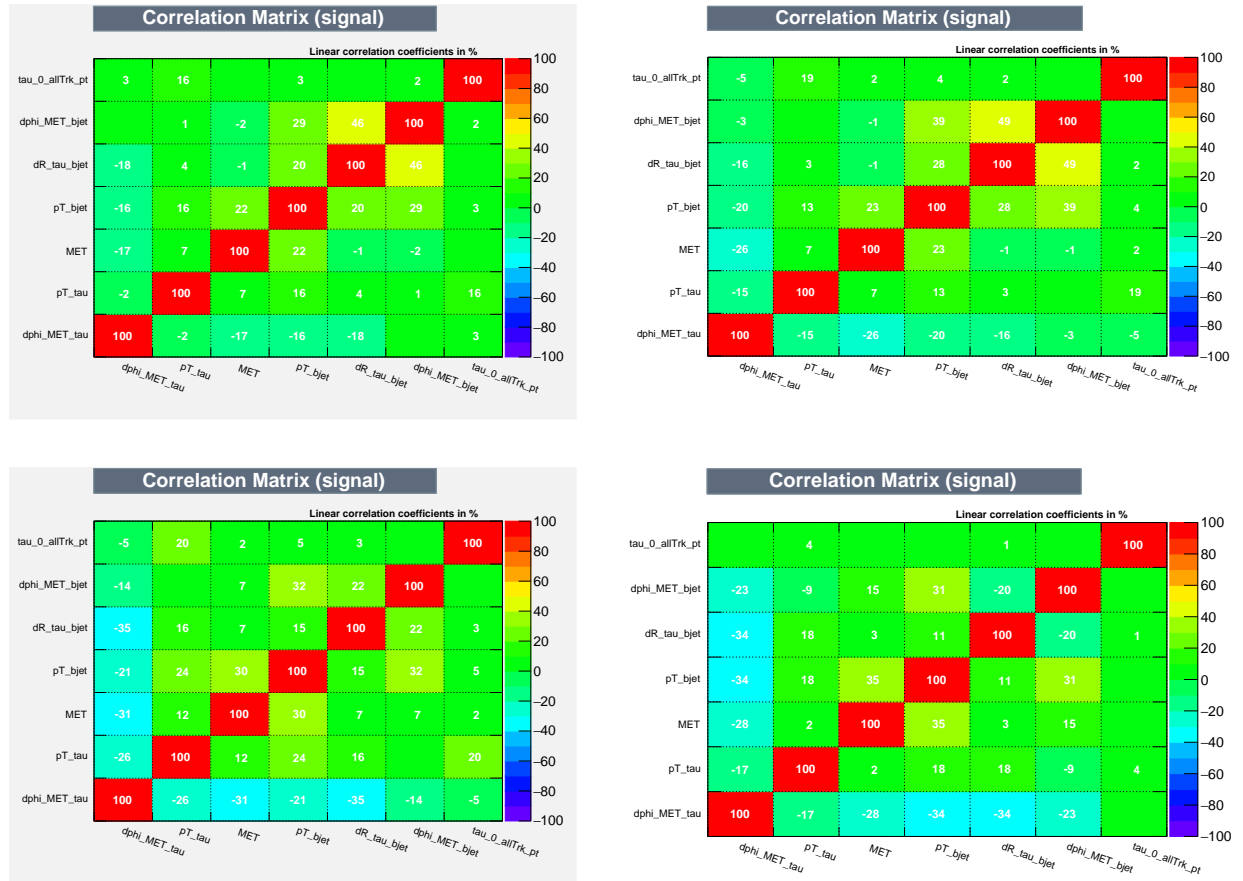 Correlation Matrix (signal)
Linear correlation coefficients in %
tau_0_allTrk_pt 3 16 3 2 100
dphi_MET_bjet 1 -2 29 46 100 2
dR_tau_bjet -18 4 -1 20 100 46
pT_bjet -16 16 22 100 20 29 3
MET -17 7 100 22 -1 -2
pT_tau -2 100 7 16 4 1 16
dphi_MET_tau 100 -2 -17 -16 -18 3
dphi_MET_tau pT_tau MET pT_bjet dR_tau_bjet dphi_MET_bjet tau_0_allTrk_pt
100
80
60
40
20
0
−20
−40
−60
−80
−100
Correlation Matrix (signal)
Linear correlation coefficients in %
tau_0_allTrk_pt -5 19 2 4 2 100
dphi_MET_bjet -3 -1 39 49 100
dR_tau_bjet -16 3 -1 28 100 49 2
pT_bjet -20 13 23 100 28 39 4
MET -26 7 100 23 -1 -1 2
pT_tau -15 100 7 13 3 19
dphi_MET_tau 100 -15 -26 -20 -16 -3 -5
dphi_MET_tau pT_tau MET pT_bjet dR_tau_bjet dphi_MET_bjet tau_0_allTrk_pt
100
80
60
40
20
0
−20
−40
−60
−80
−100
Correlation Matrix (signal)
Linear correlation coefficients in %
tau_0_allTrk_pt -5 20 2 5 3 100
dphi_MET_bjet -14 7 32 22 100
dR_tau_bjet -35 16 7 15 100 22 3
pT_bjet -21 24 30 100 15 32 5
MET -31 12 100 30 7 7 2
pT_tau -26 100 12 24 16 20
dphi_MET_tau 100 -26 -31 -21 -35 -14 -5
dphi_MET_tau pT_tau MET pT_bjet dR_tau_bjet dphi_MET_bjet tau_0_allTrk_pt
100
80
60
40
20
0
−20
−40
−60
−80
−100
Correlation Matrix (signal)
Linear correlation coefficients in %
tau_0_allTrk_pt 4 1 100
dphi_MET_bjet -23 -9 15 31 -20 100
dR_tau_bjet -34 18 3 11 100 -20 1
pT_bjet -34 18 35 100 11 31
MET -28 2 100 35 3 15
pT_tau -17 100 2 18 18 -9 4
dphi_MET_tau 100 -17 -28 -34 -34 -23
dphi_MET_tau pT_tau MET pT_bjet dR_tau_bjet dphi_MET_bjet tau_0_allTrk_pt
100
80
60
40
20
0
−20
−40
−60
−80
−100